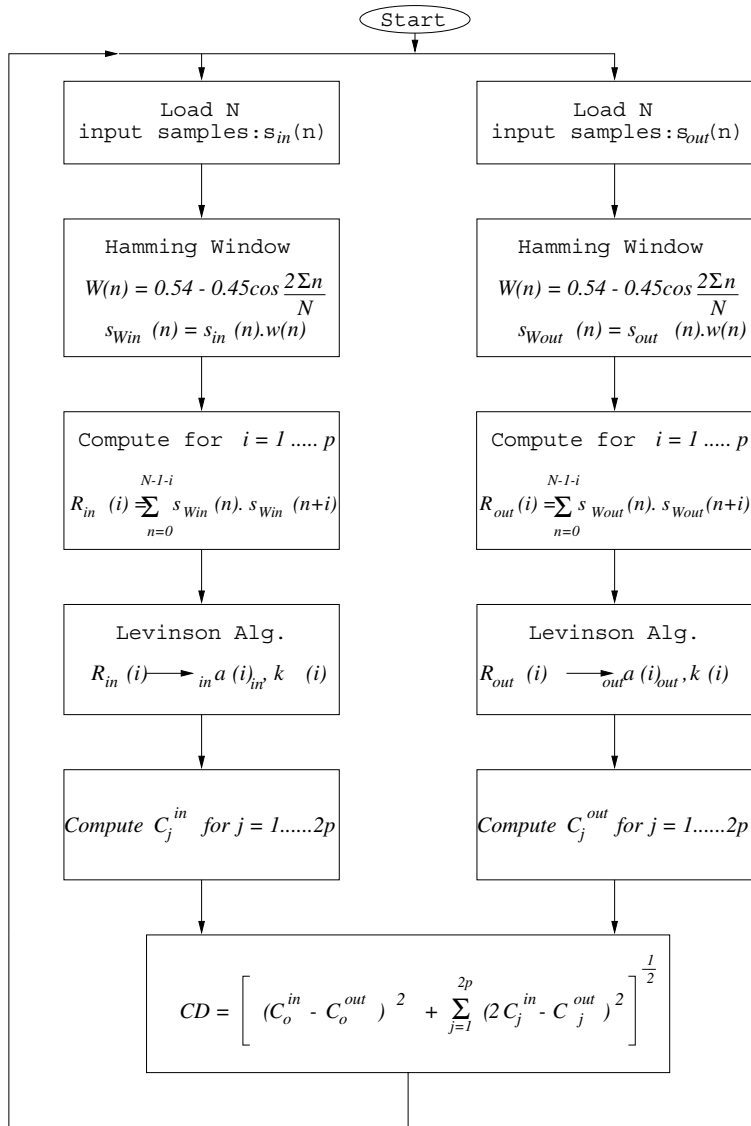 Start
Load N
input samples:s_in(n)
Hamming Window
W(n) = 0.54 - 0.45cos 2Σn/N
s_Win (n) = s_in (n).w(n)
Compute for i = 1 ..... p
R_in (i) = Σ_{n=0}^{N-1-i} s_Win (n). s_Win (n+i)
Levinson Alg.
R_in (i) → _in a (i)_in, k (i)
Compute C_j^in for j = 1......2p
Load N
input samples:s_out(n)
Hamming Window
W(n) = 0.54 - 0.45cos 2Σn/N
s_Wout (n) = s_out (n).w(n)
Compute for i = 1 ..... p
R_out (i) = Σ_{n=0}^{N-1-i} s_Wout (n). s_Wout (n+i)
Levinson Alg.
R_out (i) → _out a (i)_out, k (i)
Compute C_j^out for j = 1......2p
CD = [ (C_o^in - C_o^out )^2 + Σ_{j=1}^{2p} (2C_j^in - C_j^out )^2 ]^{1/2}